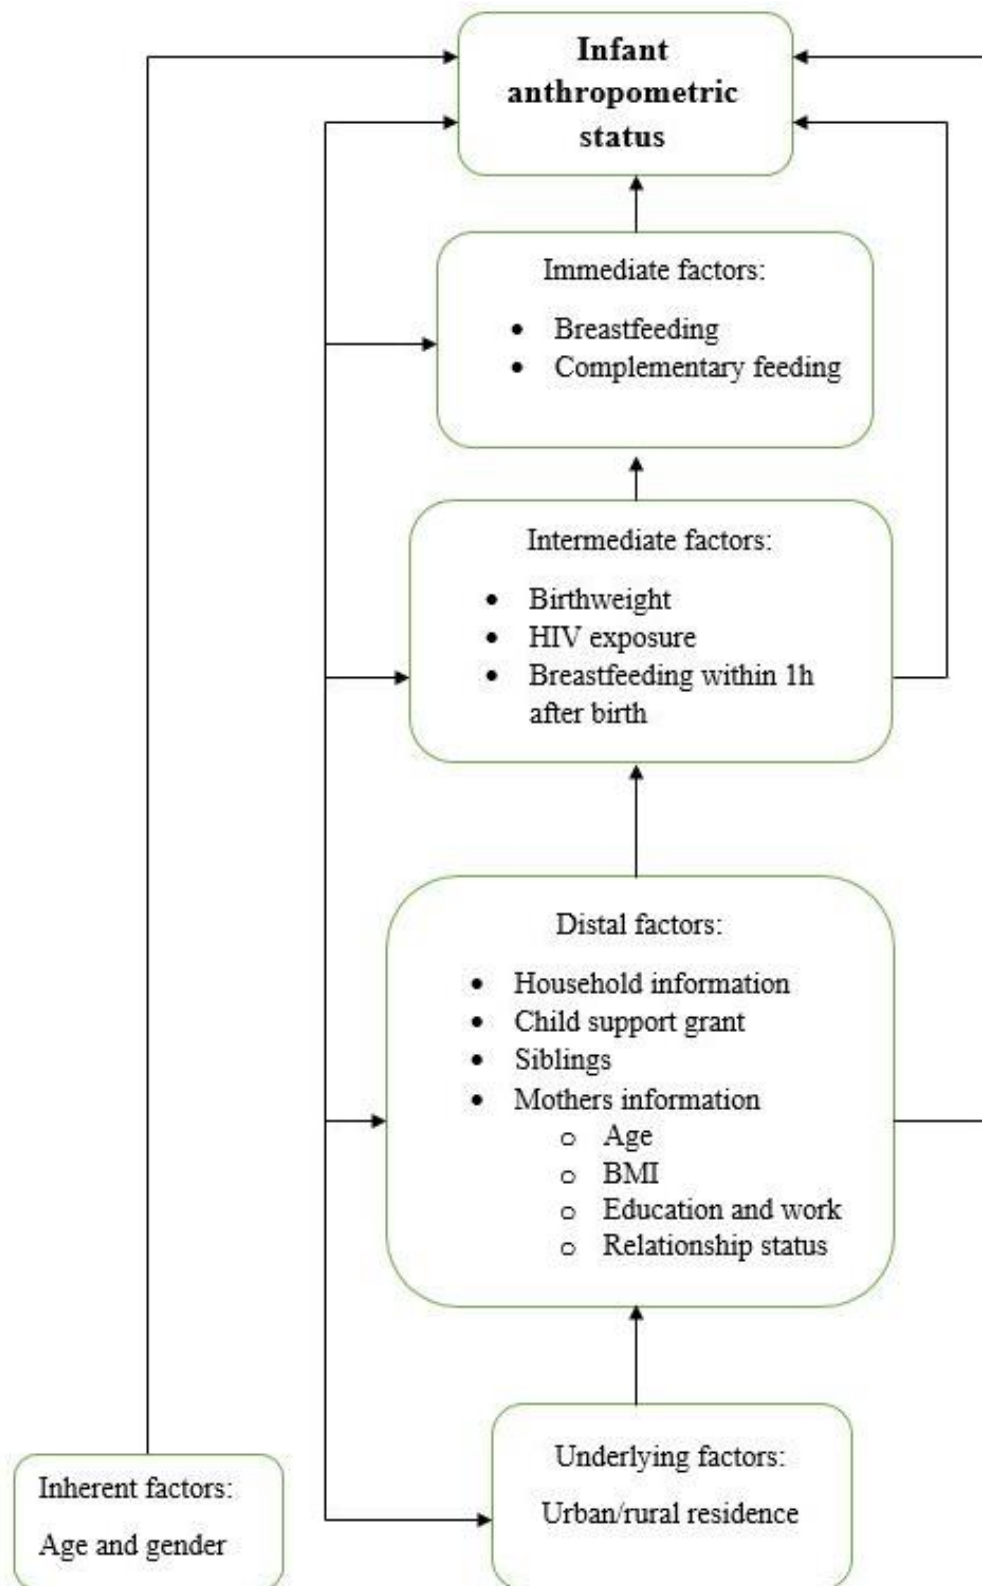 Infant
anthropometric
status
Immediate factors:
• Breastfeeding
• Complementary feeding
Intermediate factors:
• Birthweight
• HIV exposure
• Breastfeeding within 1h
after birth
Distal factors:
• Household information
• Child support grant
• Siblings
• Mothers information
o Age
o BMI
o Education and work
o Relationship status
Underlying factors:
Urban/rural residence
Inherent factors:
Age and gender